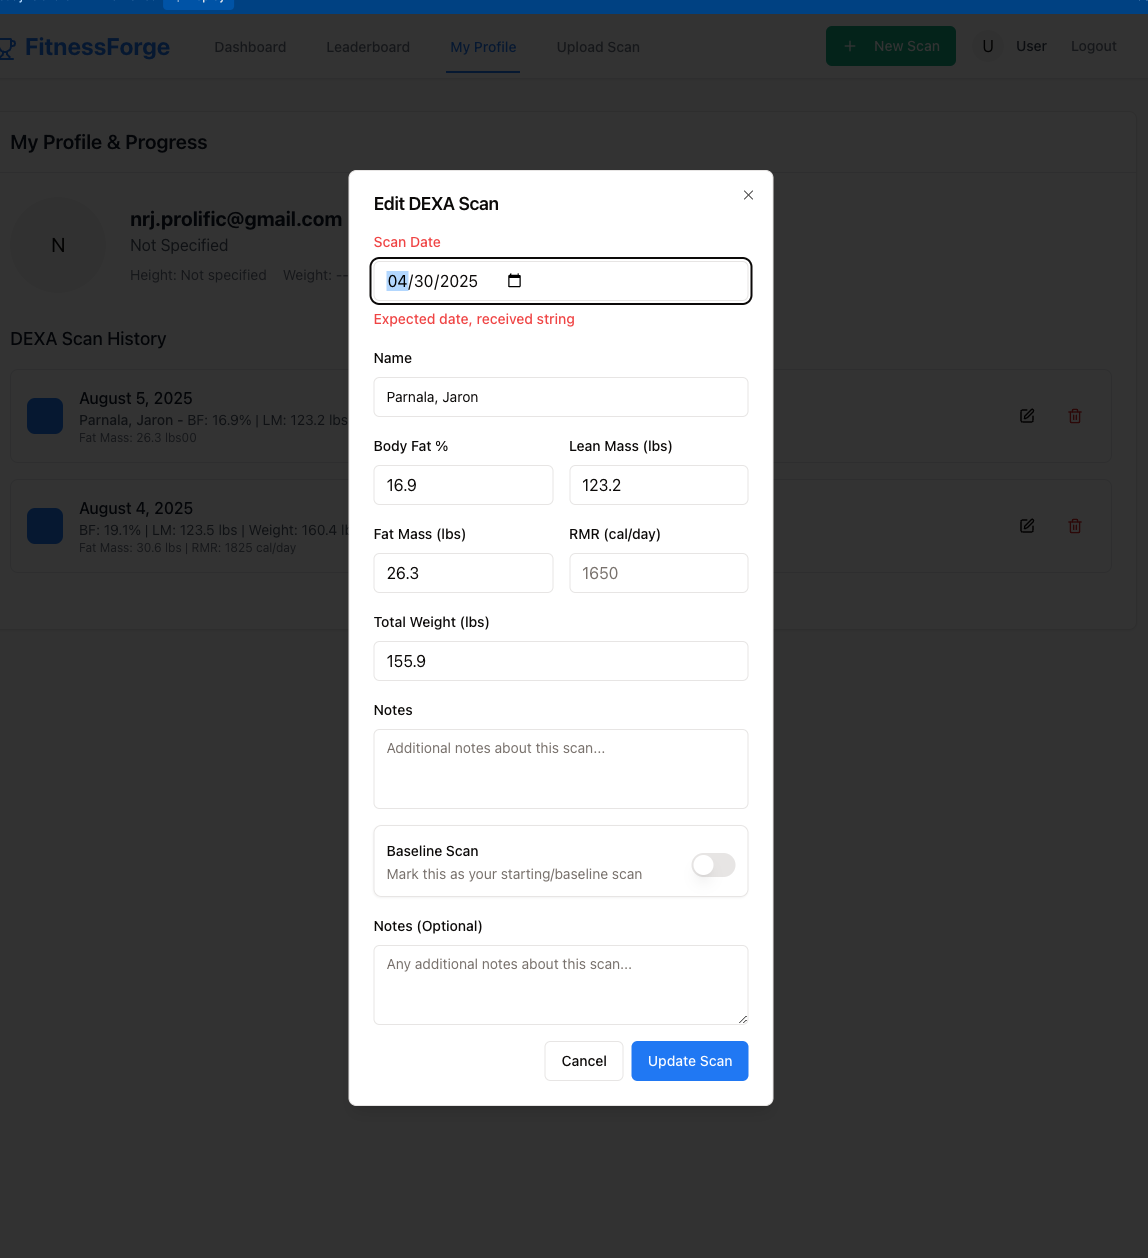 FitnessForge
Dashboard
Leaderboard
My Profile
Upload Scan
+ New Scan
U
User
Logout
My Profile & Progress
N
nrj.prolific@gmail.com
Not Specified
Height: Not specified Weight: --
DEXA Scan History
August 5, 2025
Parnala, Jaron - BF: 16.9% | LM: 123.2 lbs
Fat Mass: 26.3 lbs00
August 4, 2025
BF: 19.1% | LM: 123.5 lbs | Weight: 160.4
Fat Mass: 30.6 lbs | RMR: 1825 cal/day
Edit DEXA Scan
Scan Date
04/30/2025
Expected date, received string
Name
Parnala, Jaron
Body Fat %
Lean Mass (lbs)
16.9
123.2
Fat Mass (lbs)
RMR (cal/day)
26.3
1650
Total Weight (lbs)
155.9
Notes
Additional notes about this scan...
Baseline Scan
Mark this as your starting/baseline scan
Notes (Optional)
Any additional notes about this scan...
Cancel
Update Scan